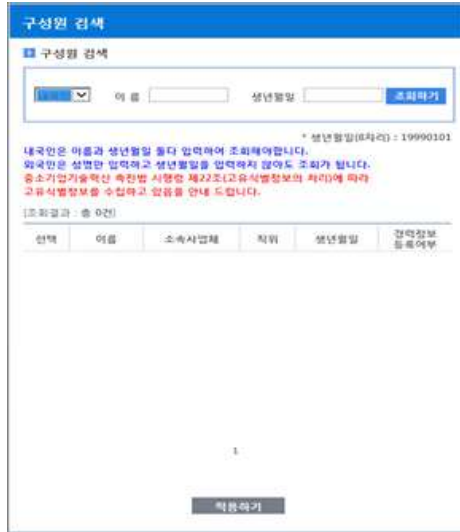 구성원 검색
구성원 검색
내국인 이 름 생년월일 조회하기
* 생년월일(8자리) : 19990101
내국인은 이름과 생년월일 둘다 입력하여 조회해야합니다.
외국인은 성명만 입력하고 생년월일을 입력하지 않아도 조회가 됩니다.
중소기업기술혁신 촉진법 시행령 제22조(고유식별정보의 처리)에 따라
고유식별정보를 수집하고 있음을 안내 드립니다.
[조회결과 : 총 0건]
선택 이름 소속사업체 직위 생년월일 경력정보
등록여부
1
적용하기